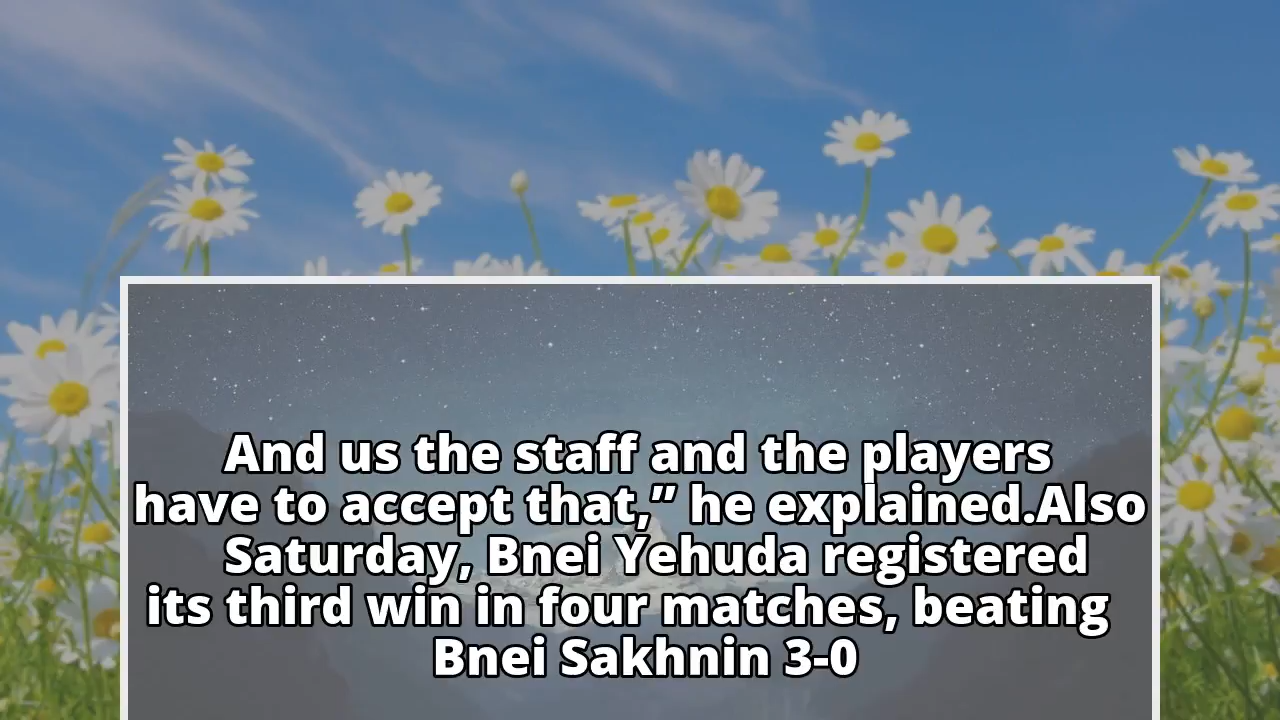 And us the staff and the players
have to accept that,” he explained.Also
Saturday, Bnei Yehuda registered
its third win in four matches, beating
Bnei Sakhnin 3-0